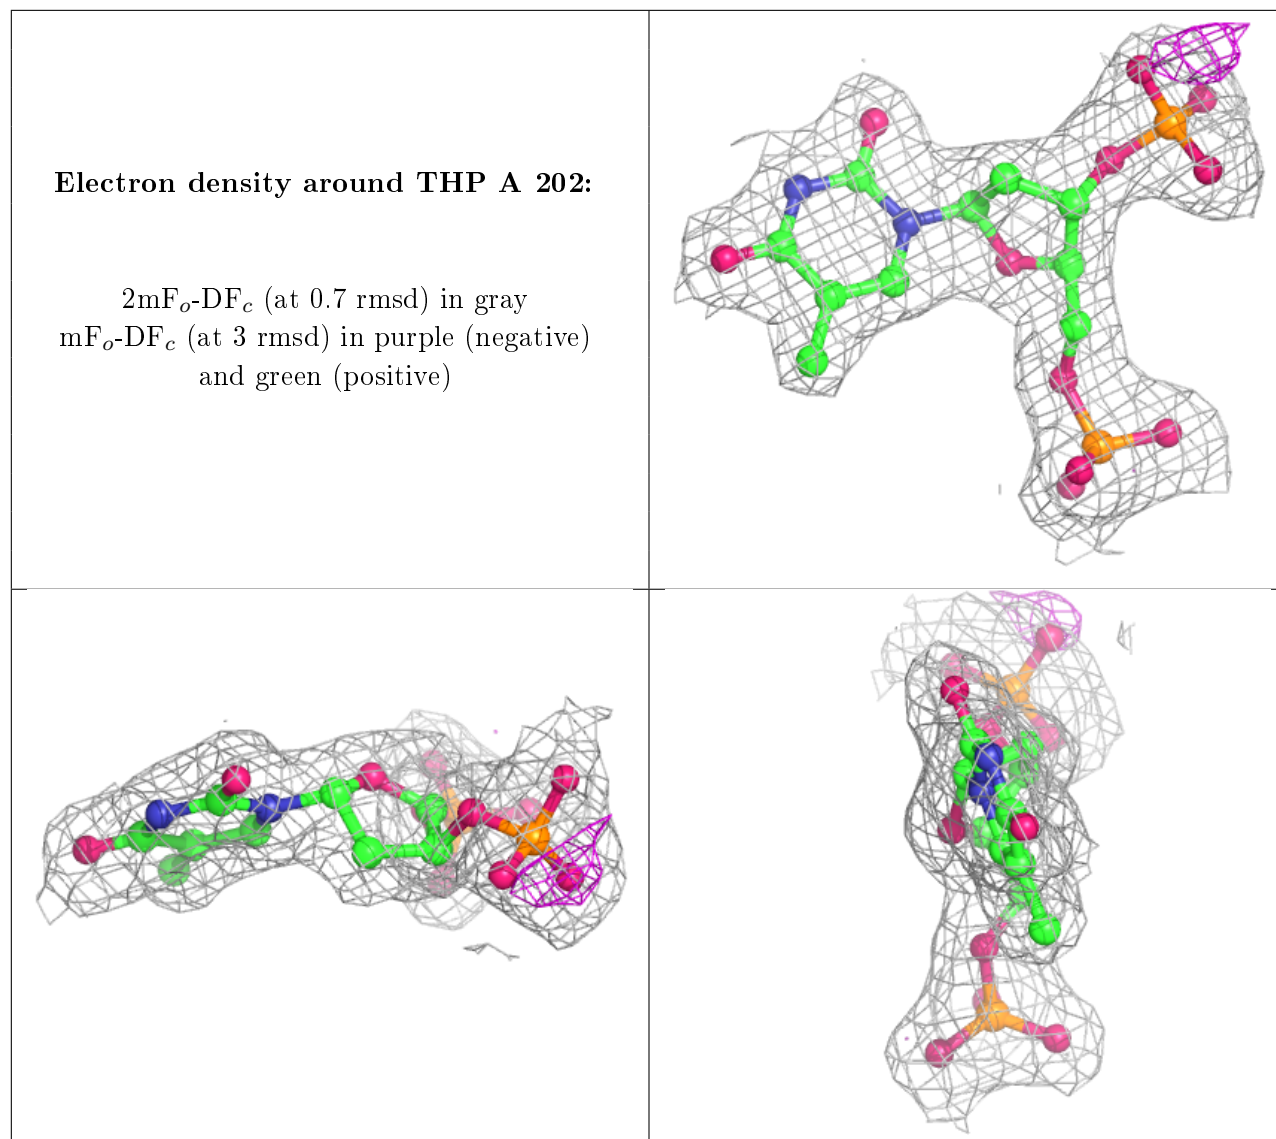 Electron density around THP A 202:
2mFₒ-DF𝒸 (at 0.7 rmsd) in gray
mFₒ-DF𝒸 (at 3 rmsd) in purple (negative)
and green (positive)